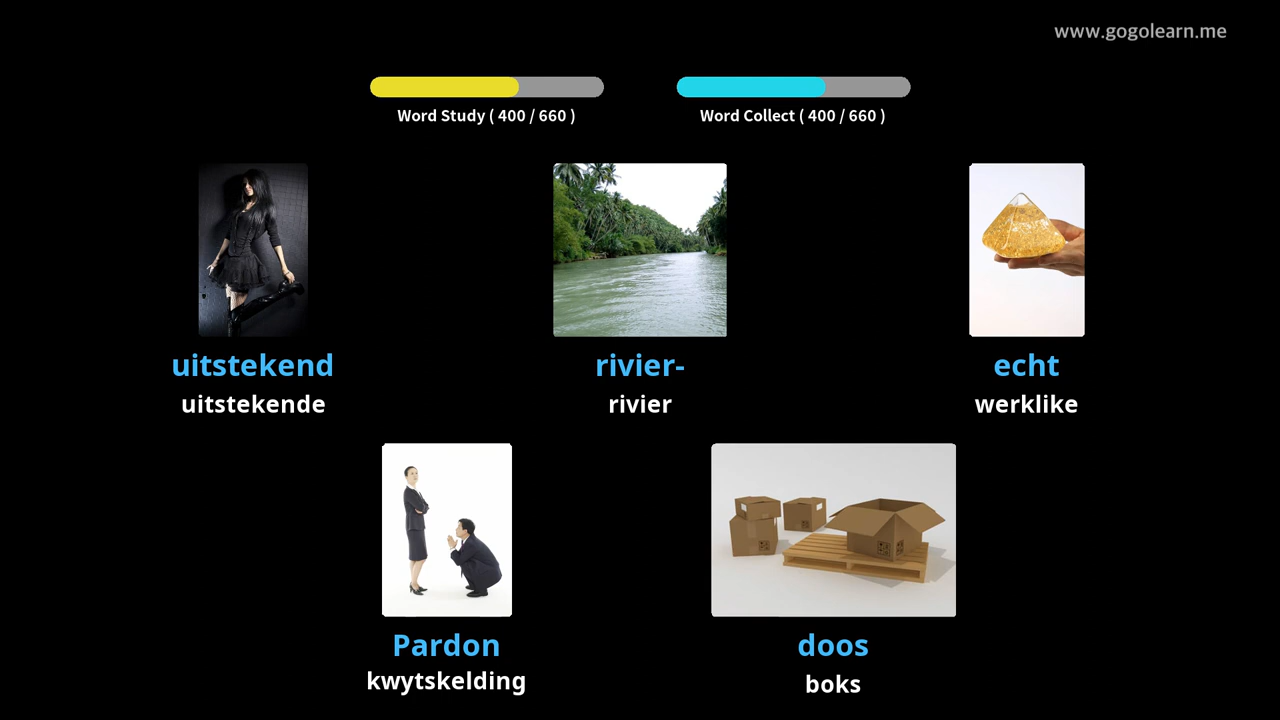 www.gogolearn.me
Word Study ( 400 / 660 )
Word Collect ( 400 / 660 )
uitstekend
uitstekende
rivier-
rivier
echt
werklike
Pardon
kwytskelding
doos
boks